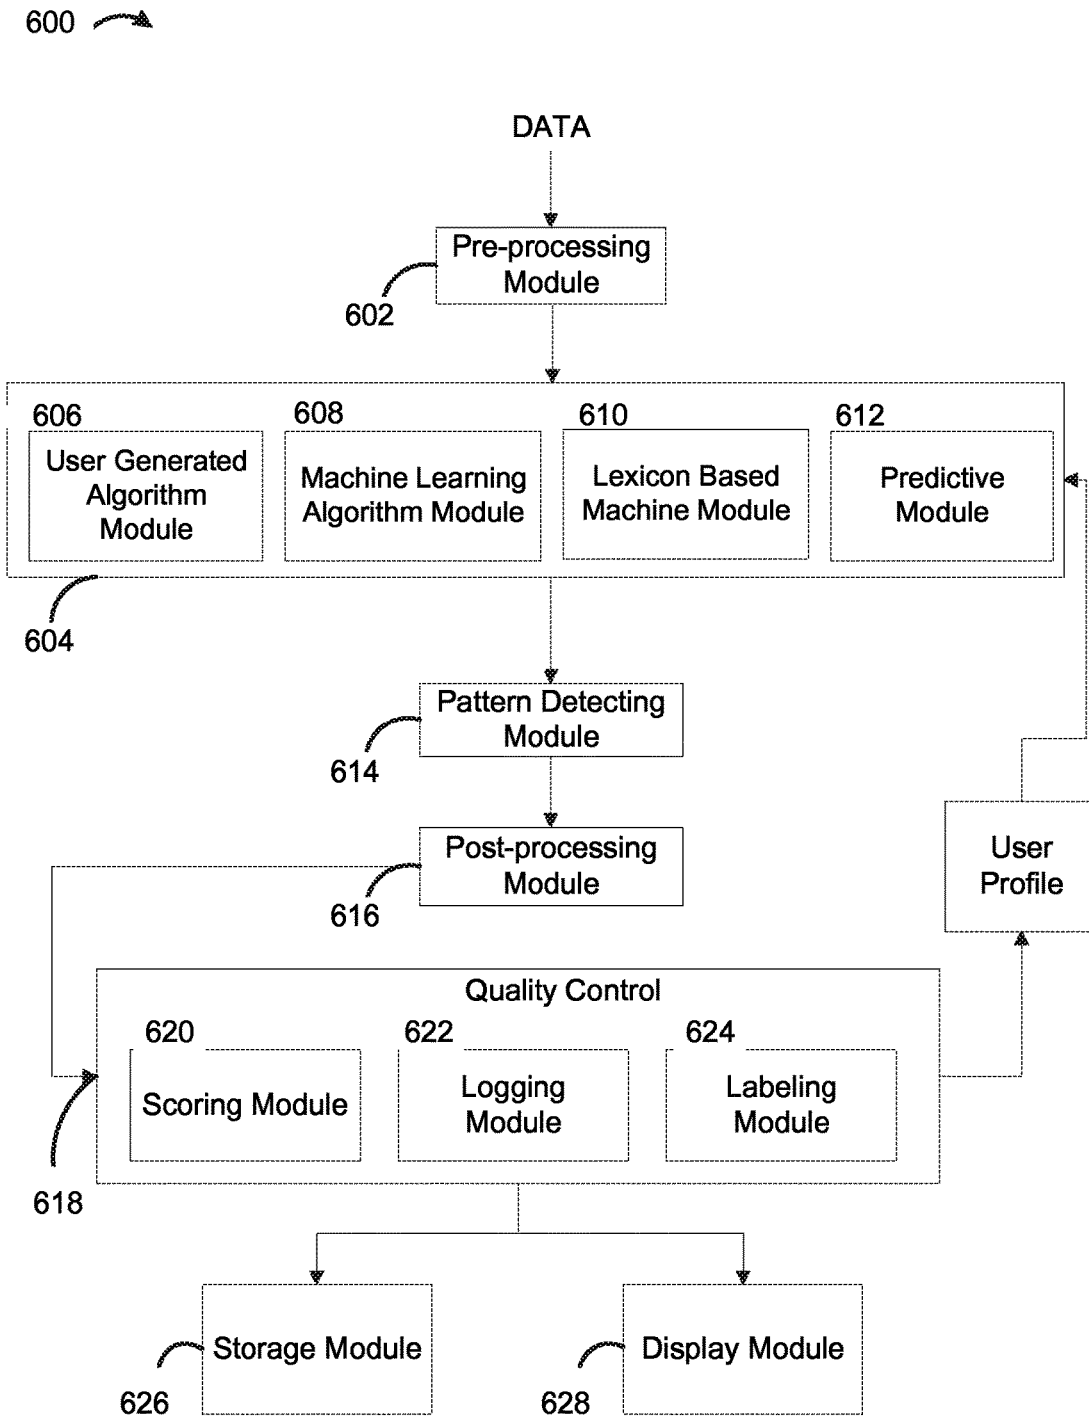 600
DATA
Pre-processing
Module
602
606
608
610
612
User Generated
Algorithm
Module
Machine Learning
Algorithm Module
Lexicon Based
Machine Module
Predictive
Module
604
Pattern Detecting
Module
614
Post-processing
Module
616
User
Profile
Quality Control
620
622
624
Scoring Module
Logging
Module
Labeling
Module
618
Storage Module
Display Module
626
628